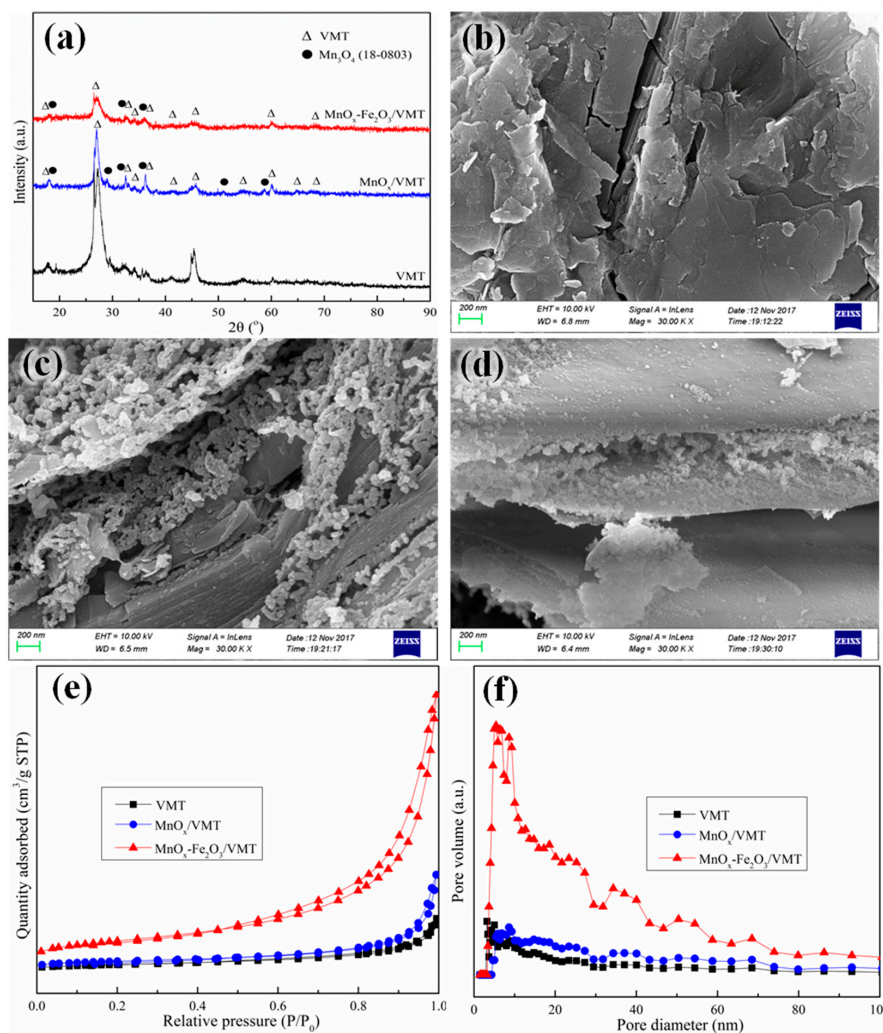 (a)
△ VMT
● Mn₃O₄ (18-0803)
MnOₓ-Fe₂O₃/VMT
MnOₓ/VMT
VMT
Intensity (a.u.)
20 30 40 50 60 70 80 90
2θ (°)
(b)
200 nm
EHT = 10.00 kV Signal A = InLens Date :12 Nov 2017
WD = 6.8 mm Mag = 30.00 K X Time :19:12:22
ZEISS
(c)
200 nm
EHT = 10.00 kV Signal A = InLens Date :12 Nov 2017
WD = 6.5 mm Mag = 30.00 K X Time :19:21:17
ZEISS
(d)
200 nm
EHT = 10.00 kV Signal A = InLens Date :12 Nov 2017
WD = 6.4 mm Mag = 30.00 K X Time :19:30:10
ZEISS
(e)
VMT
MnOₓ/VMT
MnOₓ-Fe₂O₃/VMT
Quantity adsorbed (cm³/g STP)
0.0 0.2 0.4 0.6 0.8 1.0
Relative pressure (P/P₀)
(f)
VMT
MnOₓ/VMT
MnOₓ-Fe₂O₃/VMT
Pore volume (a.u.)
0 10 20 40 60 80 100
Pore diameter (nm)